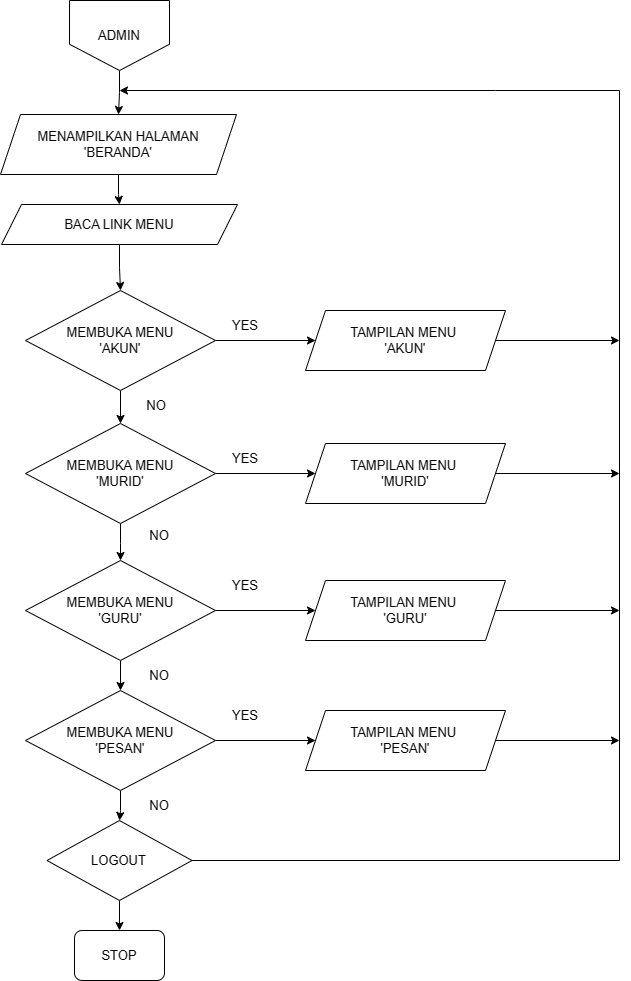 ADMIN
MENAMPILKAN HALAMAN
'BERANDA'
BACA LINK MENU
MEMBUKA MENU
'AKUN'
YES
TAMPILAN MENU
'AKUN'
NO
MEMBUKA MENU
'MURID'
YES
TAMPILAN MENU
'MURID'
NO
MEMBUKA MENU
'GURU'
YES
TAMPILAN MENU
'GURU'
NO
MEMBUKA MENU
'PESAN'
YES
TAMPILAN MENU
'PESAN'
NO
LOGOUT
STOP